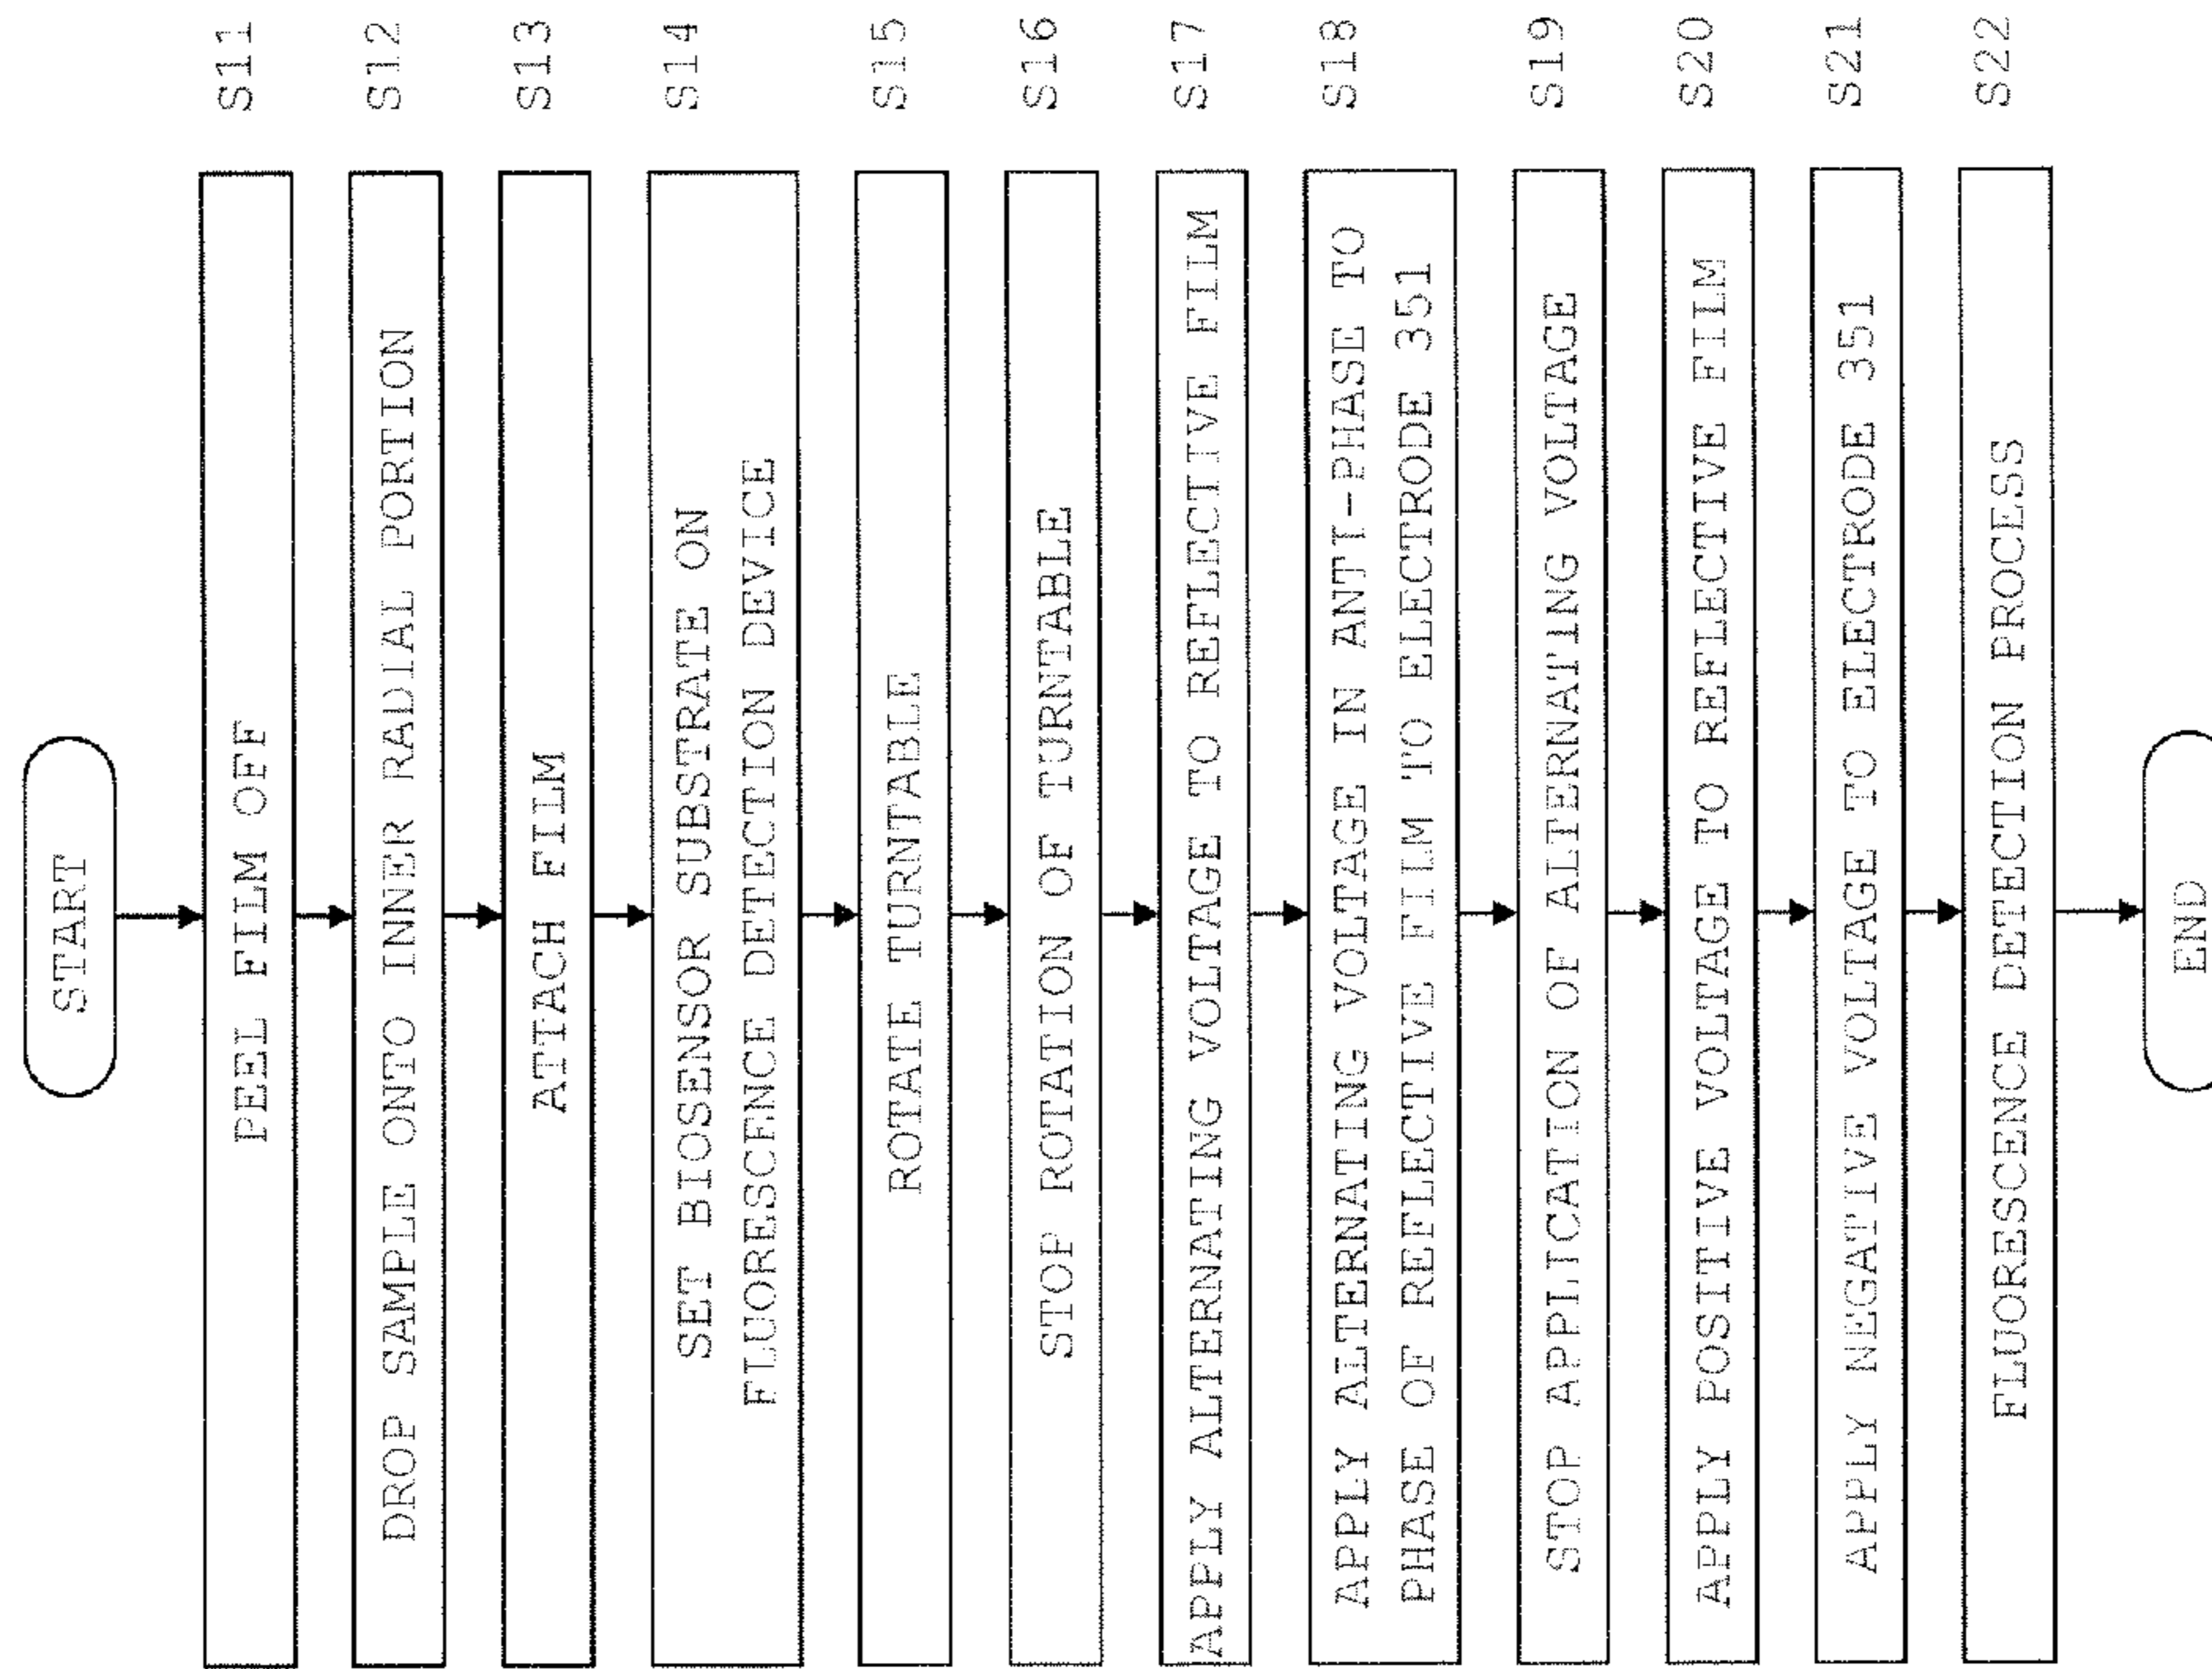 START
PEEL FILM OFF
S11
DROP SAMPLE ONTO INNER RADIAL PORTION
S12
ATTACH FILM
S13
SET BIOSENSOR SUBSTRATE ON
FLUORESCENCE DETECTION DEVICE
S14
ROTATE TURNTABLE
S15
STOP ROTATION OF TURNTABLE
S16
APPLY ALTERNATING VOLTAGE TO REFLECTIVE FILM
S17
APPLY ALTERNATING VOLTAGE IN ANTI-PHASE TO
PHASE OF REFLECTIVE FILM TO ELECTRODE 351
S18
STOP APPLICATION OF ALTERNATING VOLTAGE
S19
APPLY POSITIVE VOLTAGE TO REFLECTIVE FILM
S20
APPLY NEGATIVE VOLTAGE TO ELECTRODE 351
S21
FLUORESCENCE DETECTION PROCESS
S22
END